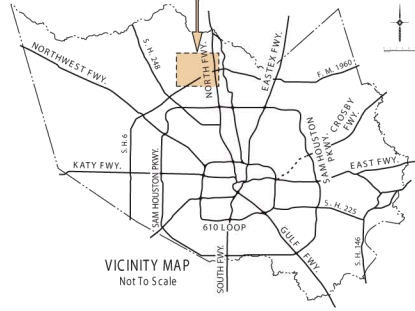 NORTHWEST FWY.
S. H. 248
NORTH FWY.
EASTEX FWY.
F. M. 1960
CROSBY
FWY.
SAM HOUSTON
PKWY.
S. H. 6
KATY FWY.
SAM HOUSTON PKWY.
EAST FWY.
S. H. 225
610 LOOP
GULF FWY.
S. H. 146
SOUTH FWY.
VICINITY MAP
Not To Scale